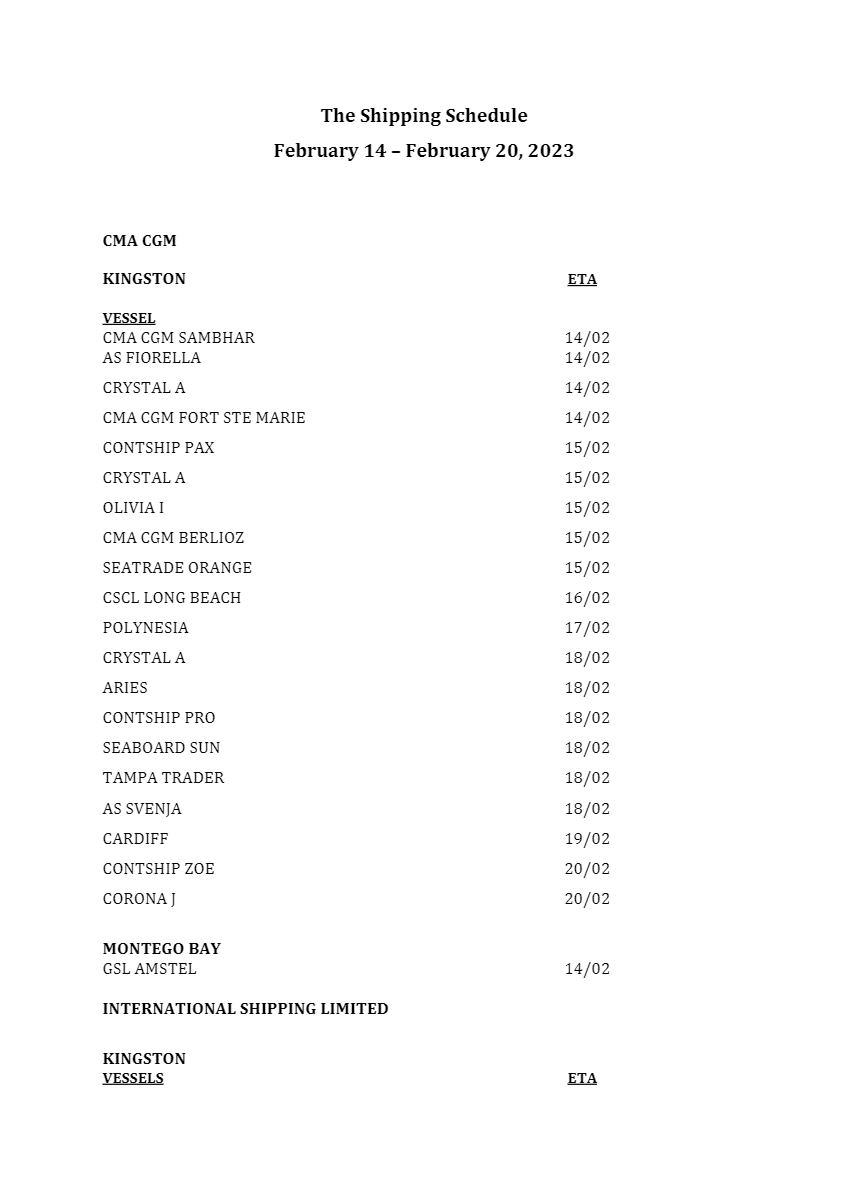 The Shipping Schedule
February 14 – February 20, 2023
CMA CGM
KINGSTON ETA
VESSEL
CMA CGM SAMBHAR 14/02
AS FIORELLA 14/02
CRYSTAL A 14/02
CMA CGM FORT STE MARIE 14/02
CONTSHIP PAX 15/02
CRYSTAL A 15/02
OLIVIA I 15/02
CMA CGM BERLIOZ 15/02
SEATRADE ORANGE 15/02
CSCL LONG BEACH 16/02
POLYNESIA 17/02
CRYSTAL A 18/02
ARIES 18/02
CONTSHIP PRO 18/02
SEABOARD SUN 18/02
TAMPA TRADER 18/02
AS SVENJA 18/02
CARDIFF 19/02
CONTSHIP ZOE 20/02
CORONA J 20/02
MONTEGO BAY
GSL AMSTEL 14/02
INTERNATIONAL SHIPPING LIMITED
KINGSTON
VESSELS ETA